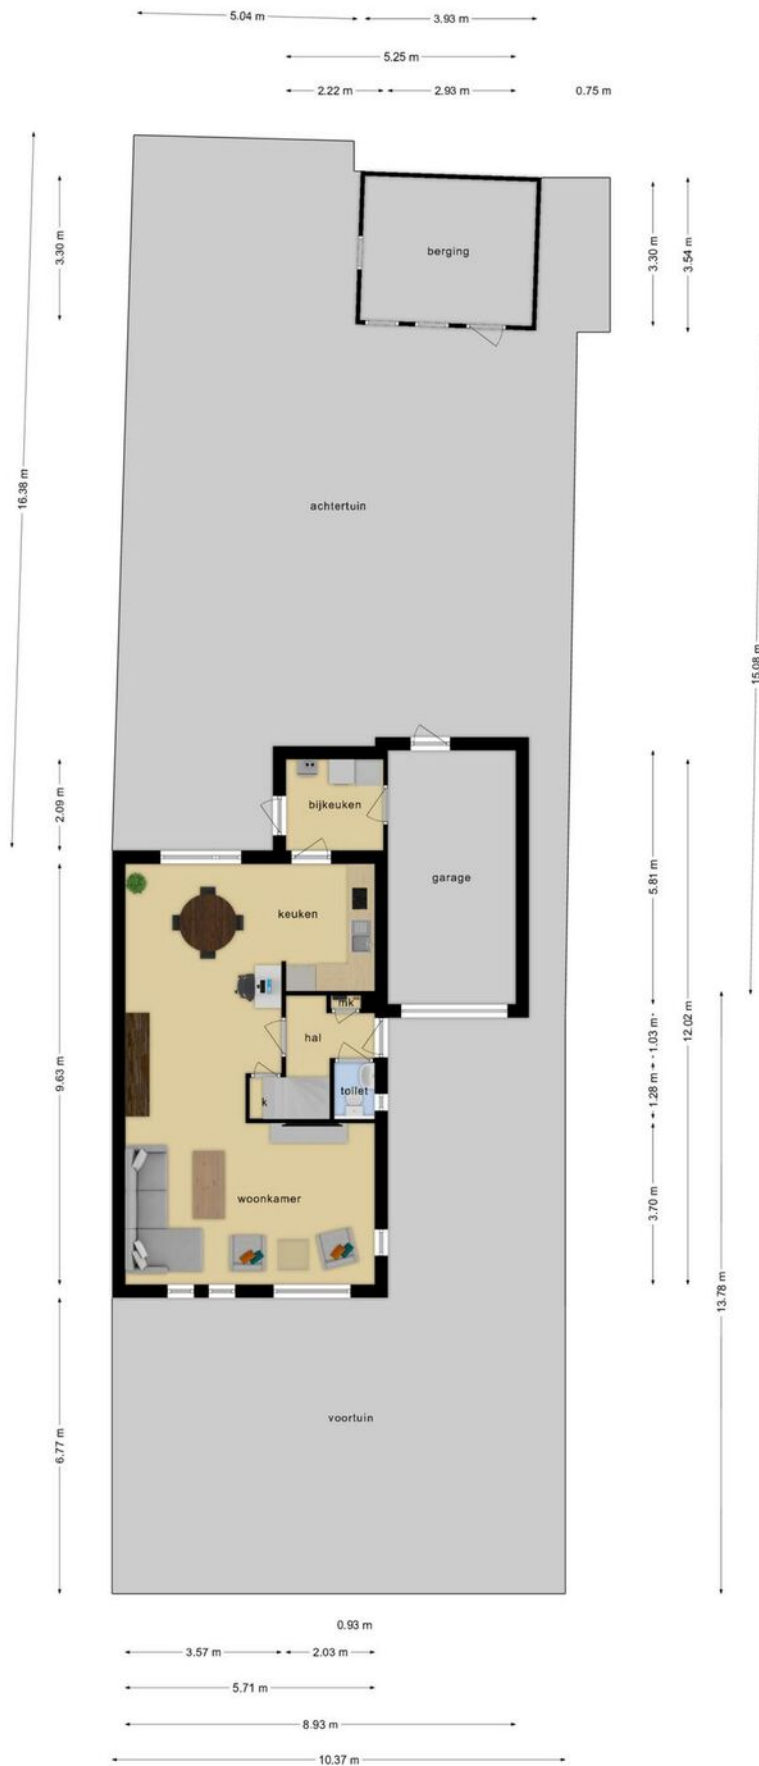 5.04 m
3.93 m
5.25 m
2.22 m
2.93 m
0.75 m
3.30 m
3.30 m
3.54 m
berging
16.38 m
achtertuin
15.08 m
2.09 m
bijkeuken
5.81 m
garage
keuken
12.02 m
mk
hal
1.03 m
9.63 m
1.28 m
toilet
k
3.70 m
woonkamer
13.78 m
voortuin
6.77 m
0.93 m
3.57 m
2.03 m
5.71 m
8.93 m
10.37 m